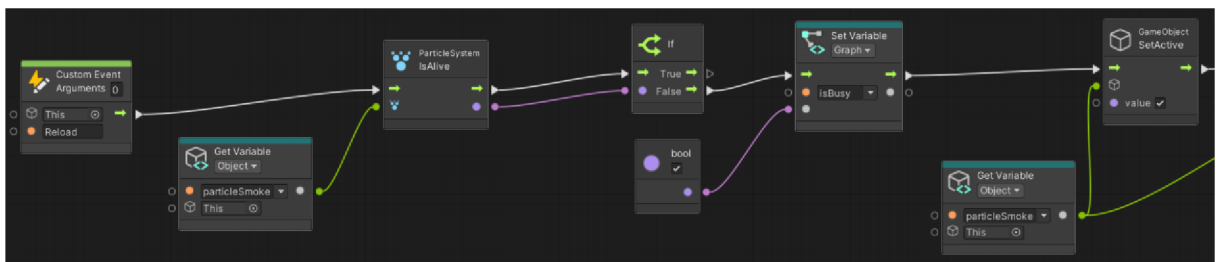 Custom Event
Arguments 0
This
Reload
Get Variable
Object
particleSmoke
This
ParticleSystem
IsAlive
If
True
False
bool
Set Variable
Graph
isBusy
Get Variable
Object
particleSmoke
This
GameObject
SetActive
value